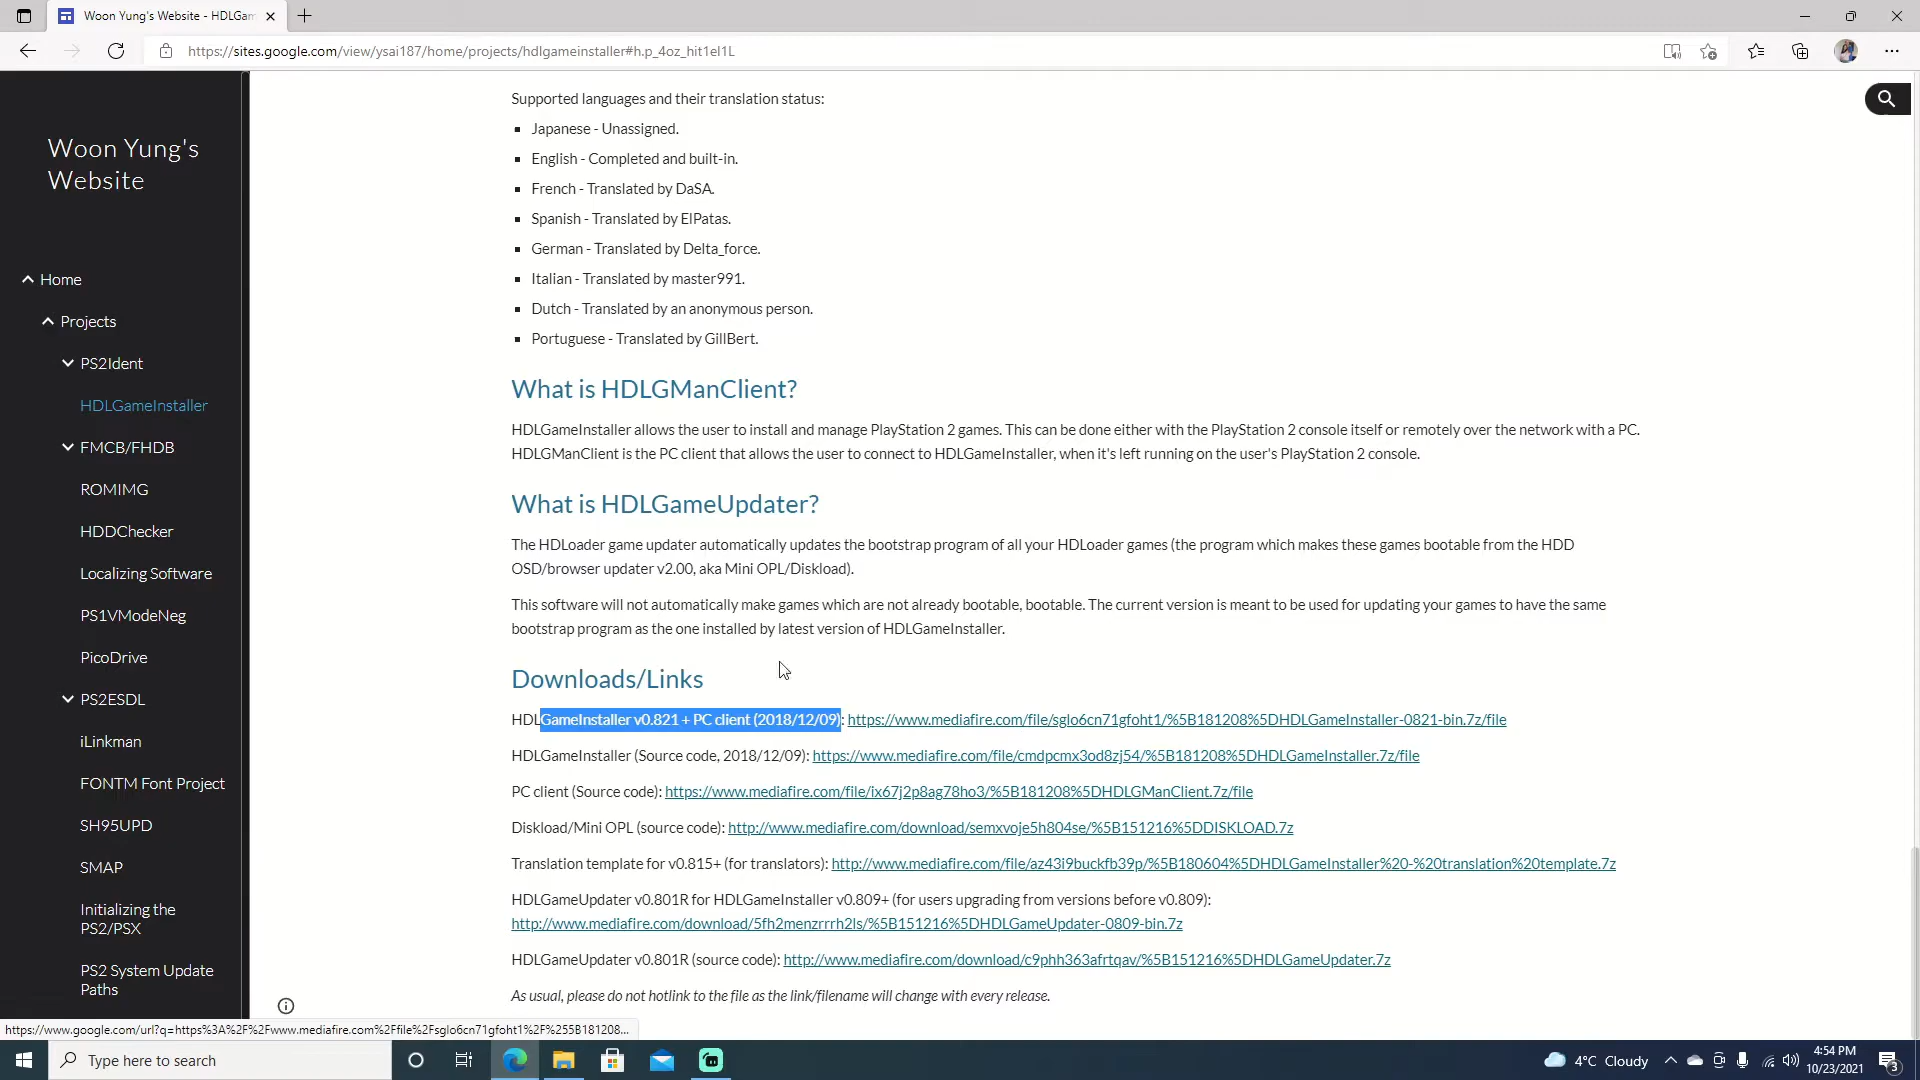 Woon Yung's Website - HDLGam
https://sites.google.com/view/ysai187/home/projects/hdlgameinstaller#h.p_4oz_hit1el1L
Woon Yung's
Website
Home
Projects
PS2Ident
HDLGameInstaller
FMCB/FHDB
ROMIMG
HDDChecker
Localizing Software
PS1VModeNeg
PicoDrive
PS2ESDL
iLinkman
FONTM Font Project
SH95UPD
SMAP
Initializing the
PS2/PSX
PS2 System Update
Paths
Supported languages and their translation status:
Japanese - Unassigned.
English - Completed and built-in.
French - Translated by DaSA.
Spanish - Translated by ElPatas.
German - Translated by Delta_force.
Italian - Translated by master991.
Dutch - Translated by an anonymous person.
Portuguese - Translated by GillBert.
What is HDLGManClient?
HDLGameInstaller allows the user to install and manage PlayStation 2 games. This can be done either with the PlayStation 2 console itself or remotely over the network with a PC.
HDLGManClient is the PC client that allows the user to connect to HDLGameInstaller, when it's left running on the user's PlayStation 2 console.
What is HDLGameUpdater?
The HDLoader game updater automatically updates the bootstrap program of all your HDLoader games (the program which makes these games bootable from the HDD
OSD/browser updater v2.00, aka Mini OPL/Diskload).
This software will not automatically make games which are not already bootable, bootable. The current version is meant to be used for updating your games to have the same
bootstrap program as the one installed by latest version of HDLGameInstaller.
Downloads/Links
HDLGameInstaller v0.821 + PC client (2018/12/09): https://www.mediafire.com/file/sglo6cn71gfoht1/%5B181208%5DHDLGameInstaller-0821-bin.7z/file
HDLGameInstaller (Source code, 2018/12/09): https://www.mediafire.com/file/cmdpcmx3od8zj54/%5B181208%5DHDLGameInstaller.7z/file
PC client (Source code): https://www.mediafire.com/file/ix67j2p8ag78ho3/%5B181208%5DHDLGManClient.7z/file
Diskload/Mini OPL (source code): http://www.mediafire.com/download/semxvoje5h804se/%5B151216%5DDISKLOAD.7z
Translation template for v0.815+ (for translators): http://www.mediafire.com/file/az43i9buckfb39p/%5B180604%5DHDLGameInstaller%20-%20translation%20template.7z
HDLGameUpdater v0.801R for HDLGameInstaller v0.809+ (for users upgrading from versions before v0.809):
http://www.mediafire.com/download/5fh2menzrrrh2ls/%5B151216%5DHDLGameUpdater-0809-bin.7z
HDLGameUpdater v0.801R (source code): http://www.mediafire.com/download/c9phh363afrtqav/%5B151216%5DHDLGameUpdater.7z
As usual, please do not hotlink to the file as the link/filename will change with every release.
https://www.google.com/url?q=https%3A%2F%2Fwww.mediafire.com%2Ffile%2Fsglo6cn71gfoht1%2F%255B181208...
Type here to search
4°C Cloudy
4:54 PM
10/23/2021
3